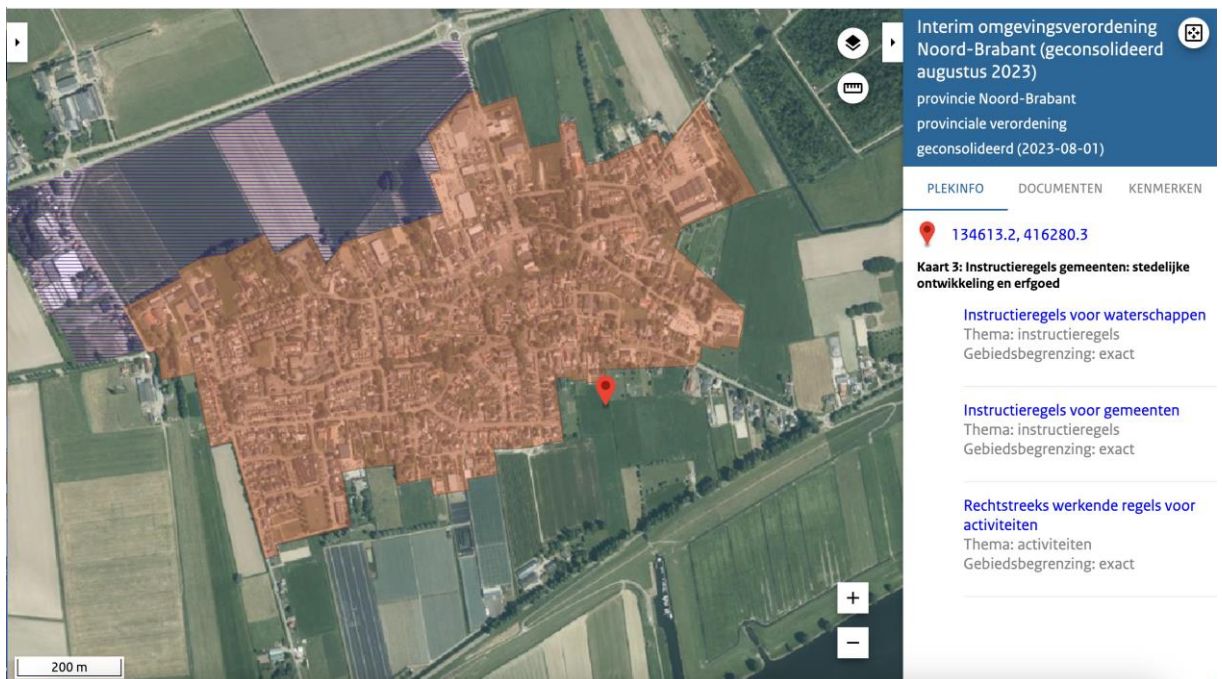 Interim omgevingsverordening
Noord-Brabant (geconsolideerd
augustus 2023)
provincie Noord-Brabant
provinciale verordening
geconsolideerd (2023-08-01)
PLEKINFO DOCUMENTEN KENMERKEN
134613.2, 416280.3
Kaart 3: Instructieregels gemeenten: stedelijke
ontwikkeling en erfgoed
Instructieregels voor waterschappen
Thema: instructieregels
Gebiedsbegrenzing: exact
Instructieregels voor gemeenten
Thema: instructieregels
Gebiedsbegrenzing: exact
Rechtstreeks werkende regels voor
activiteiten
Thema: activiteiten
Gebiedsbegrenzing: exact
+
−
200 m